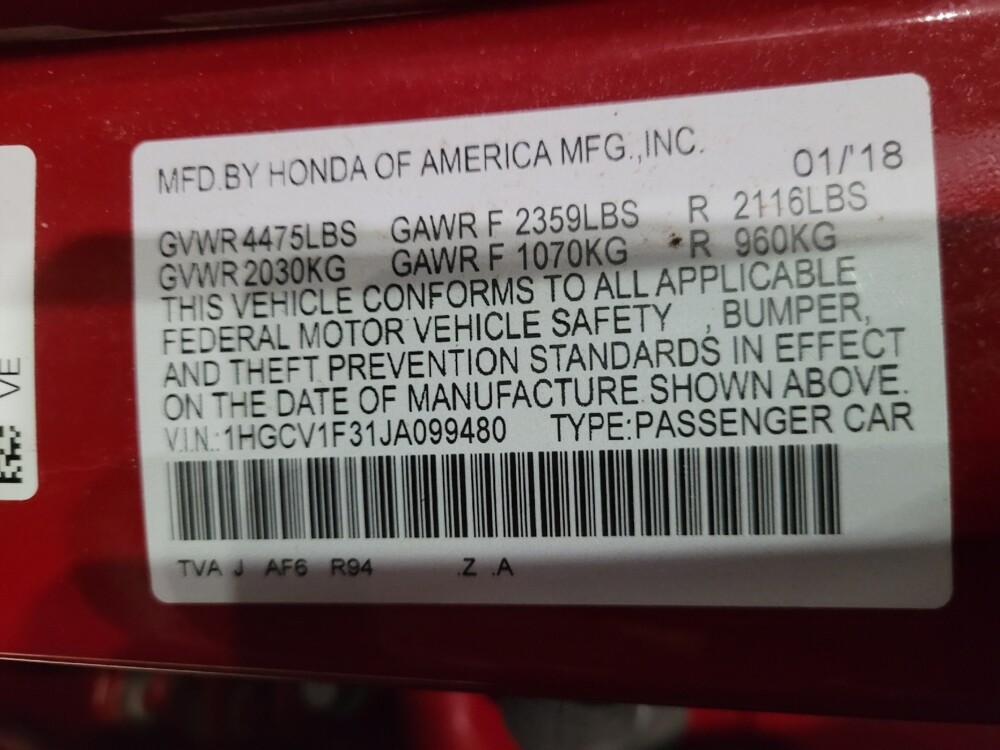 MFD.BY HONDA OF AMERICA MFG.,INC. 01/'18
GVWR 4475LBS GAWR F 2359LBS R 2116LBS
GVWR 2030KG GAWR F 1070KG R 960KG
THIS VEHICLE CONFORMS TO ALL APPLICABLE
FEDERAL MOTOR VEHICLE SAFETY , BUMPER,
AND THEFT PREVENTION STANDARDS IN EFFECT
ON THE DATE OF MANUFACTURE SHOWN ABOVE.
V.I.N.:1HGCV1F31JA099480 TYPE:PASSENGER CAR
TVA J AF6 R94 .Z .A
VE